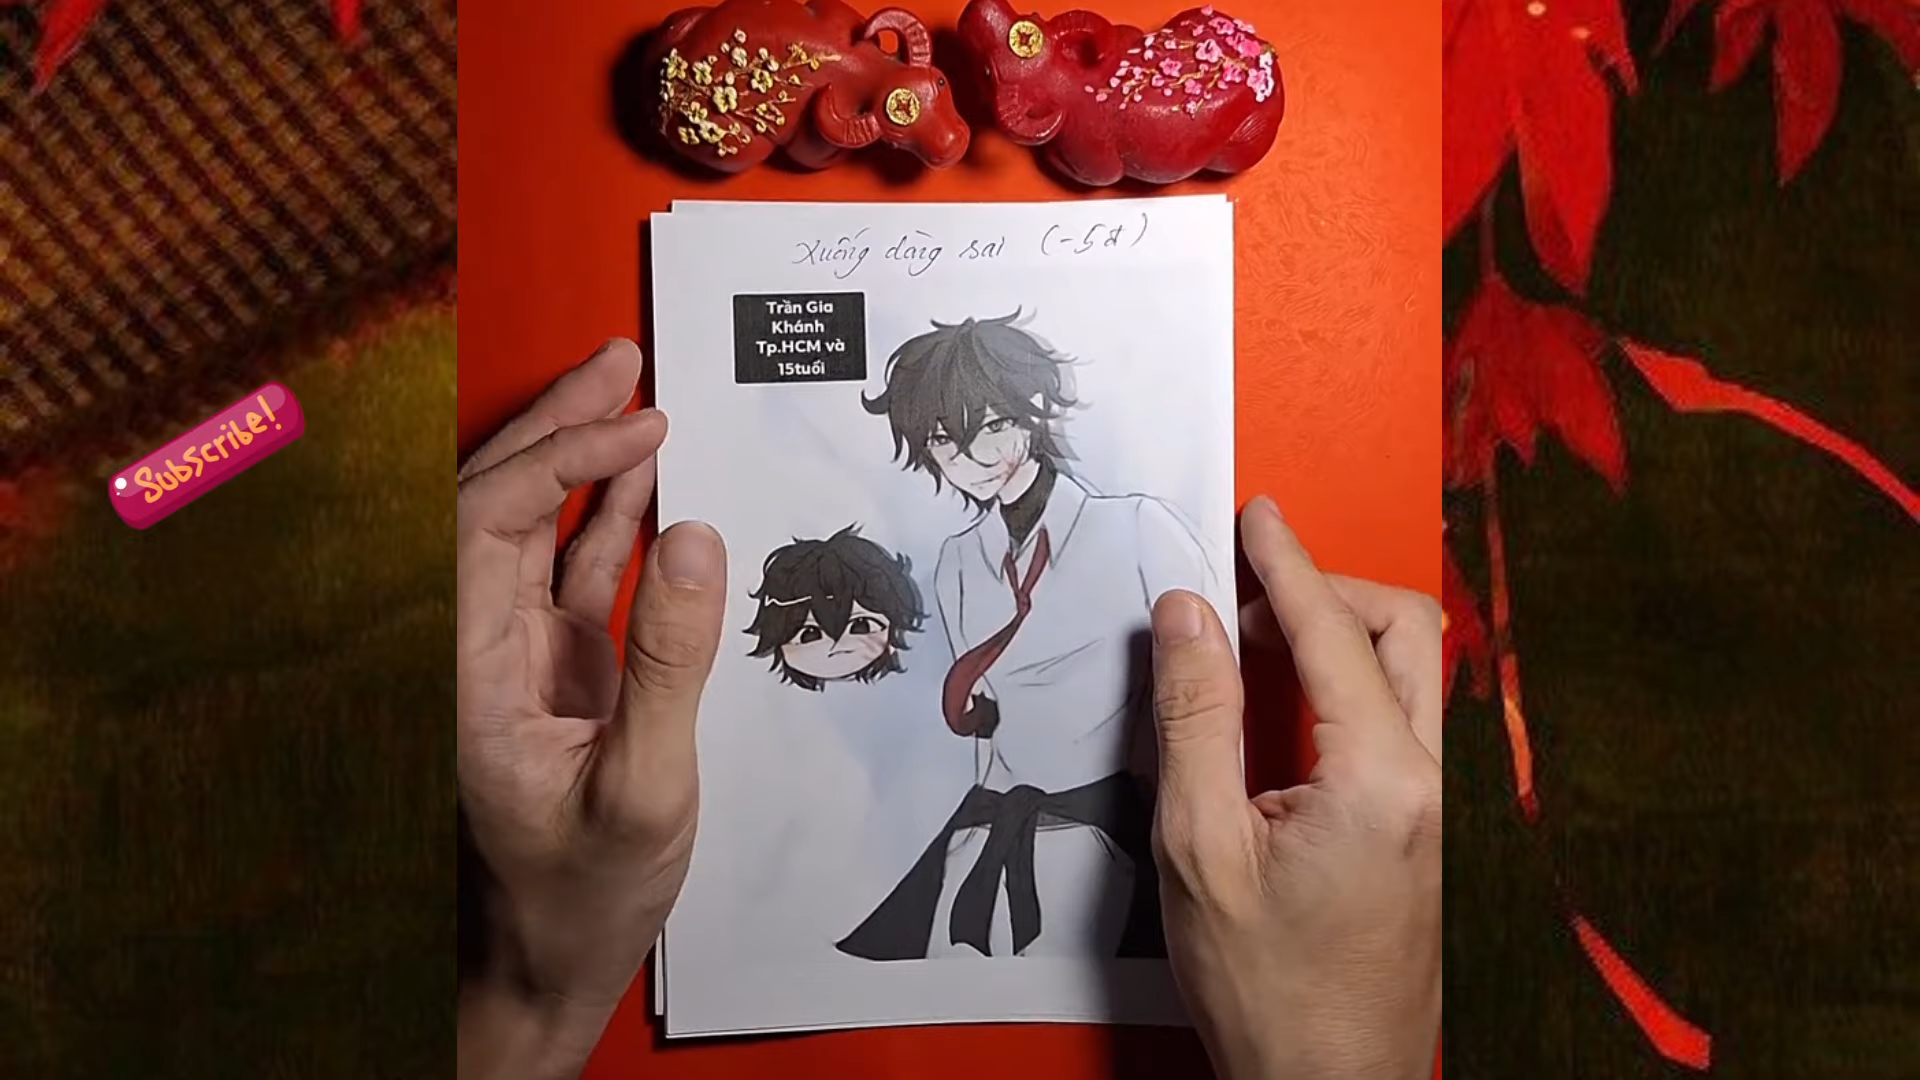 Xuống dòng sai (-5đ)
Trần Gia
Khánh
Tp.HCM và
15tuổi
Subscribe!